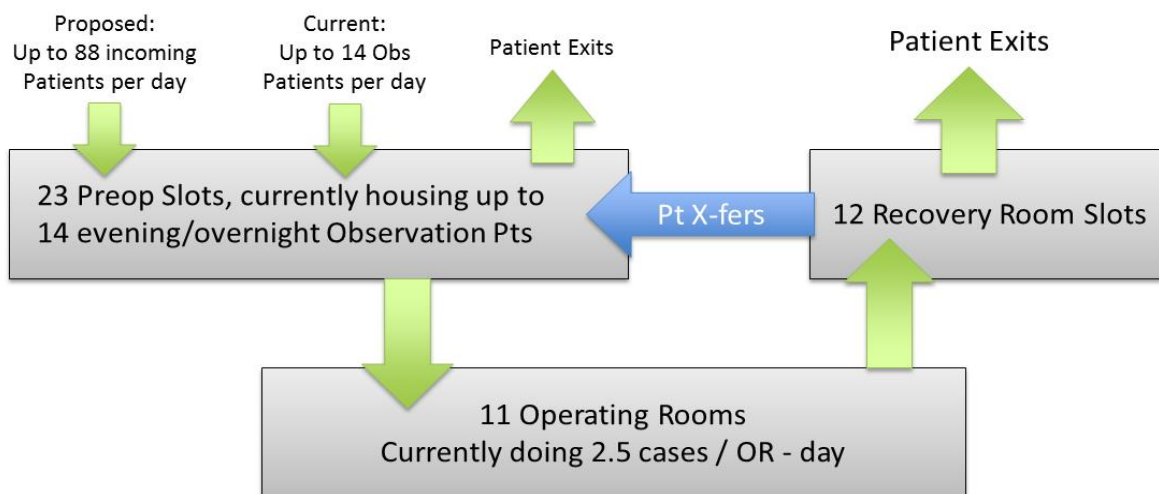 Proposed:
Up to 88 incoming
Patients per day
Current:
Up to 14 Obs
Patients per day
Patient Exits
Patient Exits
23 Preop Slots, currently housing up to
14 evening/overnight Observation Pts
Pt X-fers
12 Recovery Room Slots
11 Operating Rooms
Currently doing 2.5 cases / OR - day